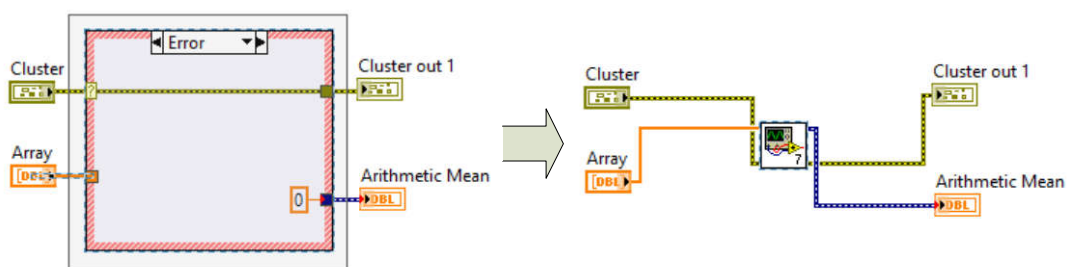 Error
Cluster
?
Cluster out 1
Array
[DBL]
0
Arithmetic Mean
DBL
Cluster
Cluster out 1
Array
[DBL]
7
Arithmetic Mean
DBL